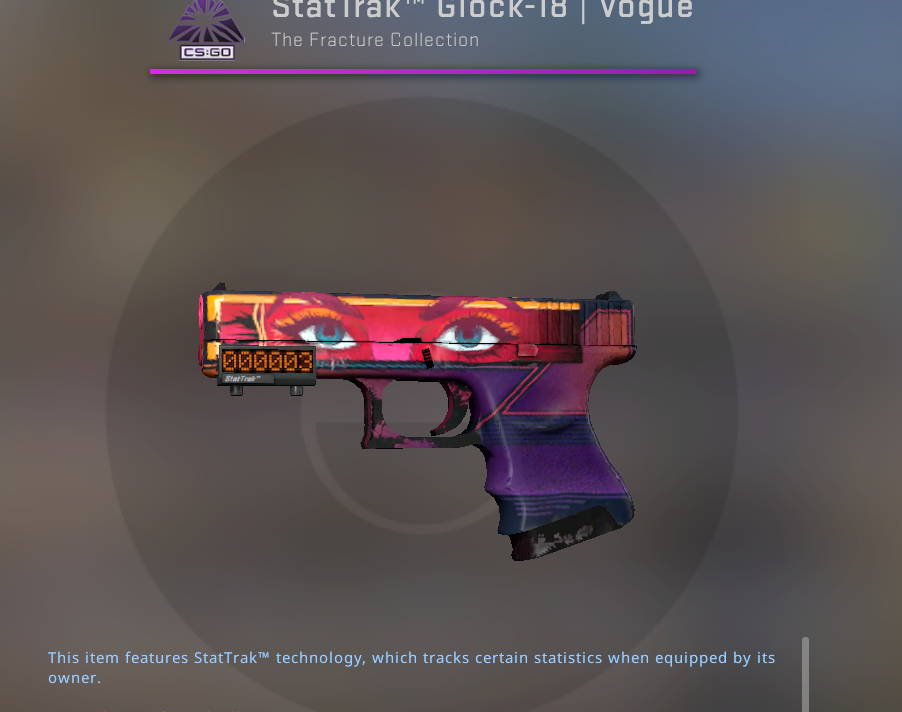 StatTrak™ Glock-18 | Vogue
The Fracture Collection
CS:GO
000003
StatTrak™
This item features StatTrak™ technology, which tracks certain statistics when equipped by its
owner.